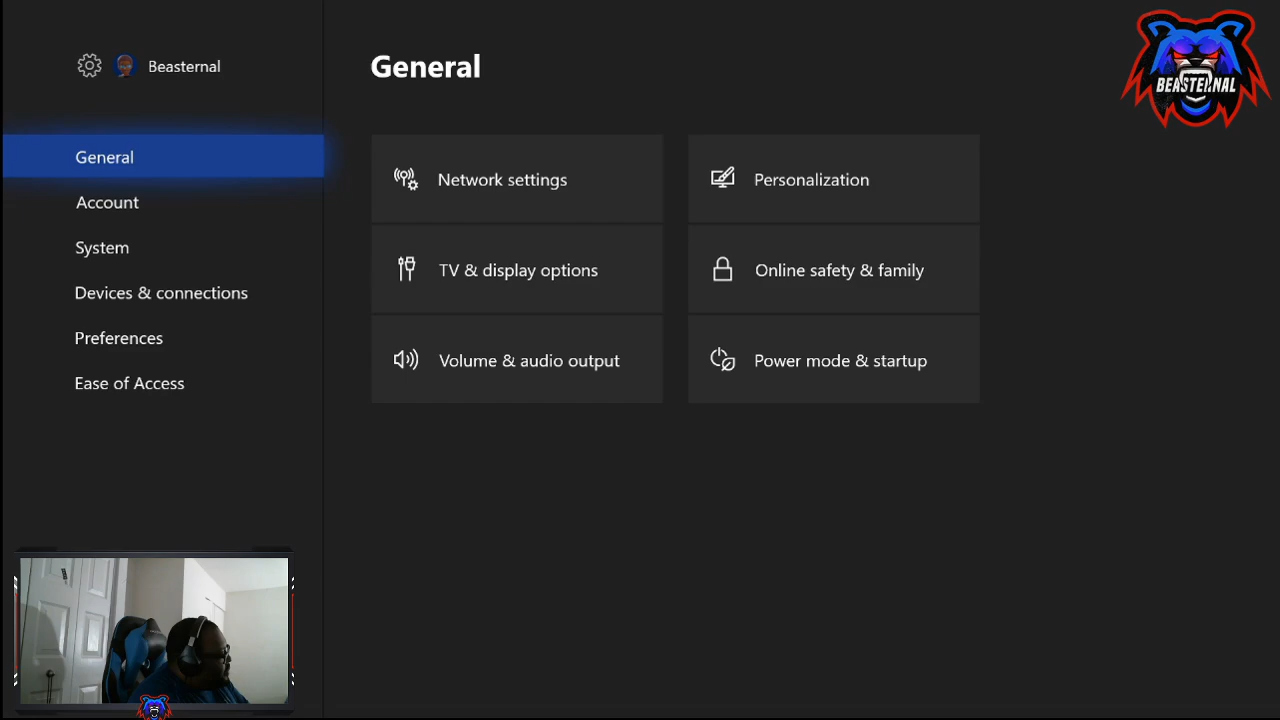 Beasternal
General
Account
System
Devices & connections
Preferences
Ease of Access
General
Network settings
Personalization
TV & display options
Online safety & family
Volume & audio output
Power mode & startup
BEASTERNAL